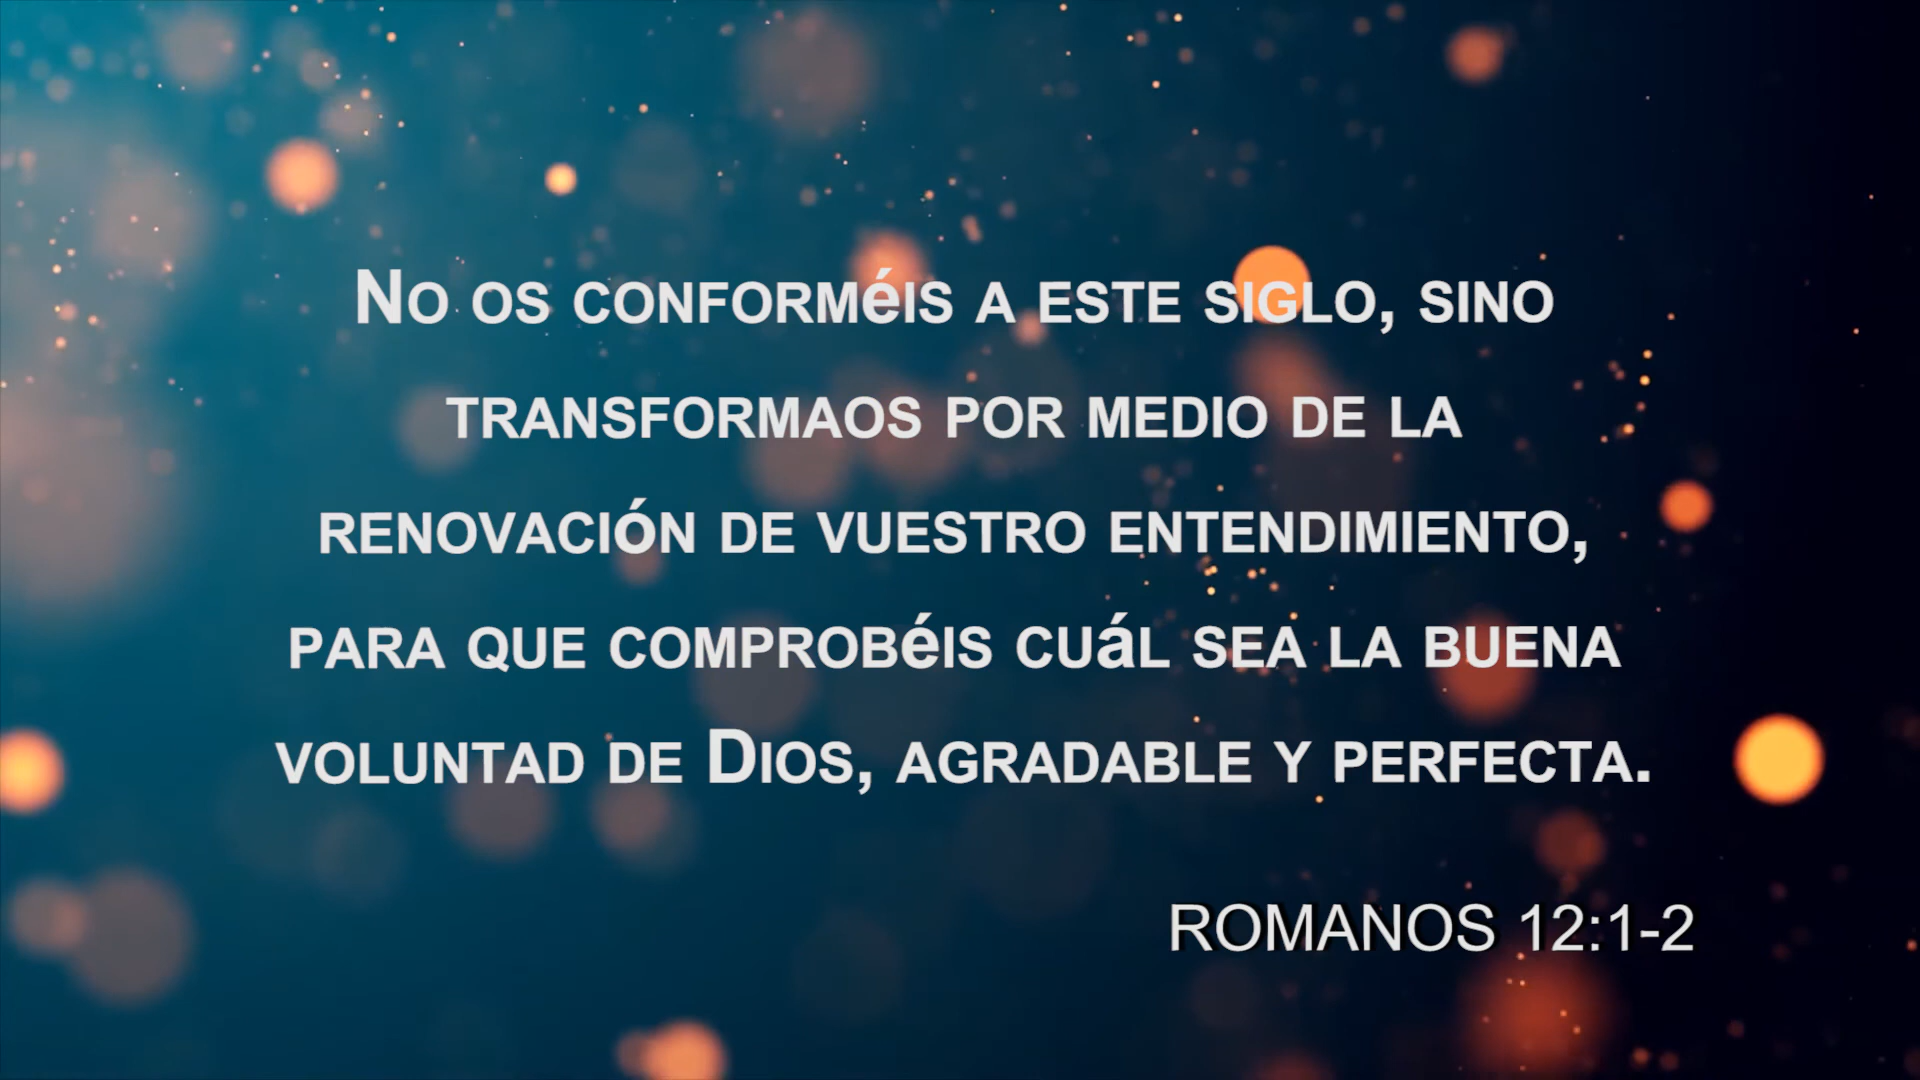 No os conforméis a este siglo, sino
transformaos por medio de la
renovación de vuestro entendimiento,
para que comprobéis cuál sea la buena
voluntad de Dios, agradable y perfecta.
ROMANOS 12:1-2